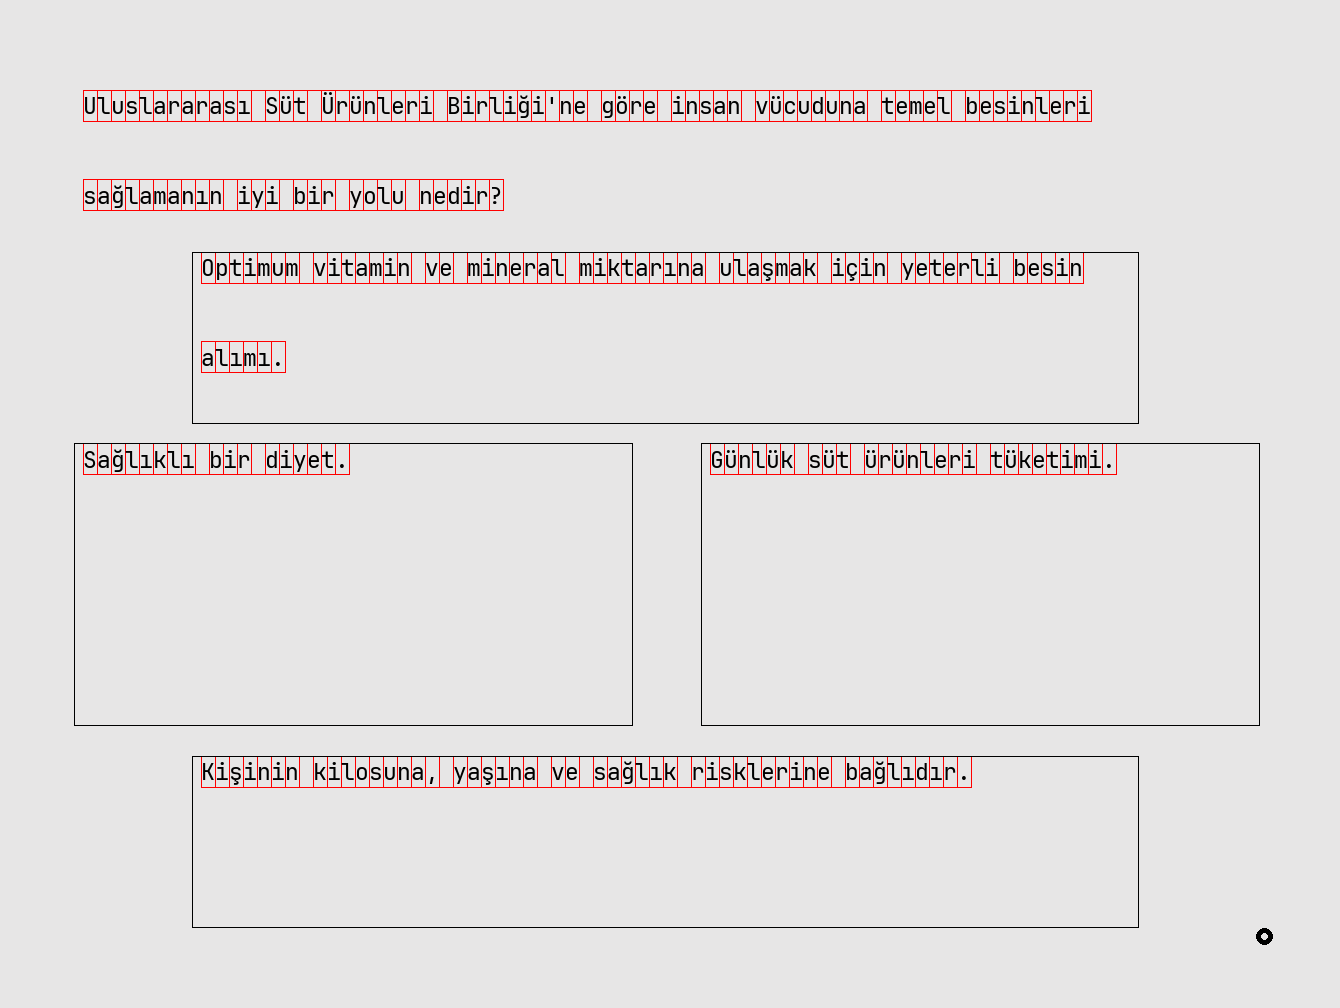 Uluslararası Süt Ürünleri Birliği'ne göre insan vücuduna temel besinleri
sağlamanın iyi bir yolu nedir?
Optimum vitamin ve mineral miktarına ulaşmak için yeterli besin
alımı.
Sağlıklı bir diyet.
Günlük süt ürünleri tüketimi.
Kişinin kilosuna, yaşına ve sağlık risklerine bağlıdır.